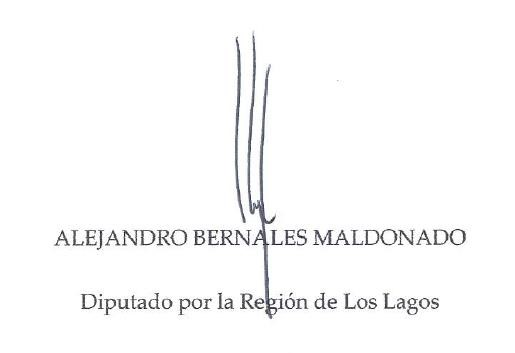 ALEJANDRO BERNALES MALDONADO
Diputado por la Región de Los Lagos